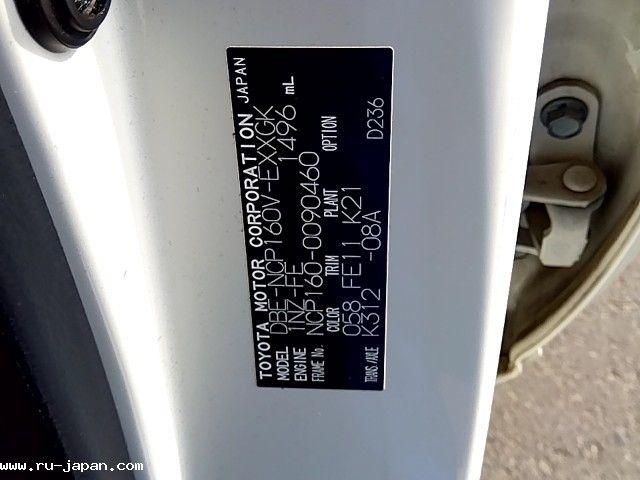 TOYOTA MOTOR CORPORATION JAPAN
MODEL DBE-NCP160V-EXXGK
ENGINE 1NZ-FE 1496 mL
FRAME No. NCP160-0090460
COLOR TRIM PLANT OPTION
058 FE11 K21
TRANS./AXLE K312 -08A D236
www.ru-japan.com